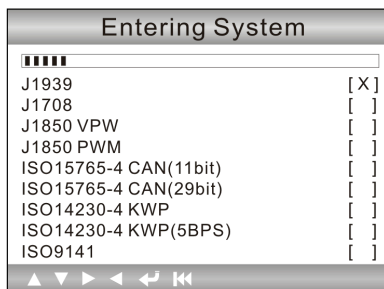 Entering System
J1939 [X]
J1708 [ ]
J1850 VPW [ ]
J1850 PWM [ ]
ISO15765-4 CAN(11bit) [ ]
ISO15765-4 CAN(29bit) [ ]
ISO14230-4 KWP [ ]
ISO14230-4 KWP(5BPS) [ ]
ISO9141 [ ]